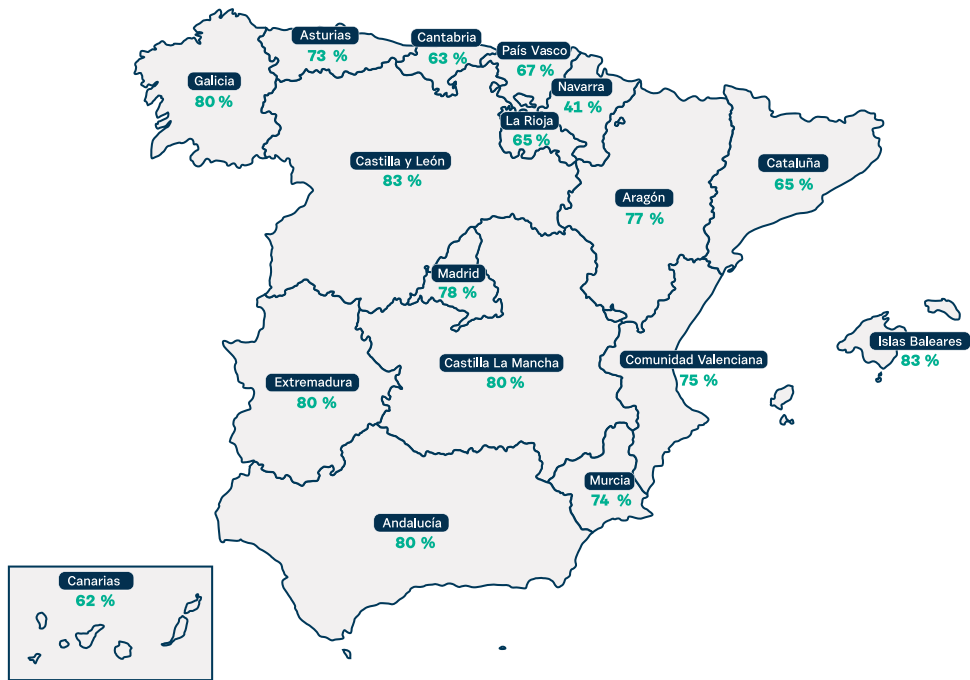 Asturias
73 %
Cantabria
63 %
País Vasco
67 %
Galicia
80 %
Navarra
41 %
La Rioja
65 %
Castilla y León
83 %
Cataluña
65 %
Aragón
77 %
Madrid
78 %
Islas Baleares
83 %
Comunidad Valenciana
75 %
Castilla La Mancha
80 %
Extremadura
80 %
Murcia
74 %
Andalucía
80 %
Canarias
62 %